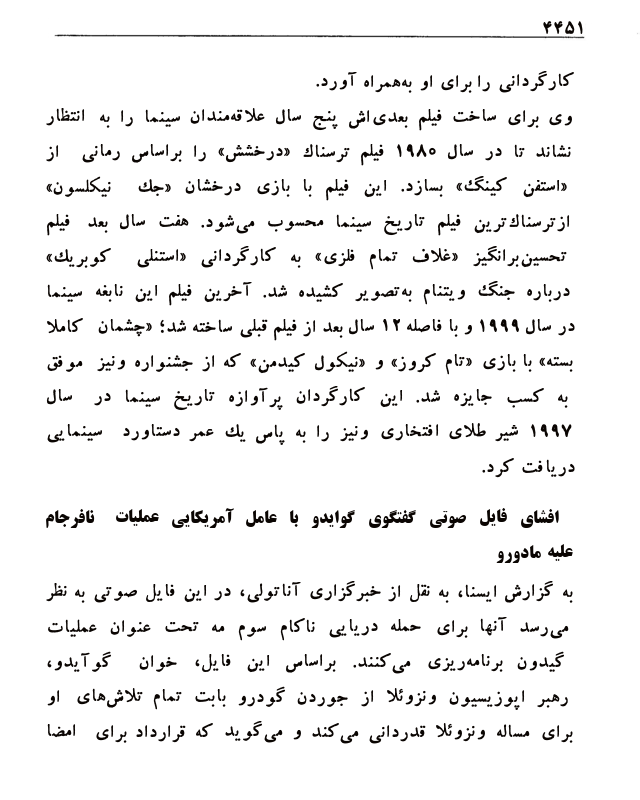 ۴۴۵۱
کارگردانی را برای او به‌همراه آورد.
وی برای ساخت فیلم بعدی‌اش پنج سال علاقه‌مندان سینما را به انتظار
نشاند تا در سال ۱۹۸۵ فیلم ترسناک «درخشش» را براساس رمانی از
«استفن کینگ» بسازد. این فیلم با بازی درخشان «جک نیکلسون»
ازترسناک‌ترین فیلم تاریخ سینما محسوب می‌شود. هفت سال بعد فیلم
تحسین‌برانگیز «غلاف تمام فلزی» به کارگردانی «استنلی کوبریک»
درباره جنگ ویتنام به‌تصویر کشیده شد. آخرین فیلم این نابغه سینما
در سال ۱۹۹۹ و با فاصله ۱۲ سال بعد از فیلم قبلی ساخته شد؛ «چشمان کاملا
بسته» با بازی «تام کروز» و «نیکول کیدمن» که از جشنواره ونیز موفق
به کسب جایزه شد. این کارگردان پرآوازه تاریخ سینما در سال
۱۹۹۷ شیر طلای افتخاری ونیز را به پاس یک عمر دستاورد سینمایی
دریافت کرد.
افشای فایل صوتی گفتگوی گوایدو با عامل آمریکایی عملیات نافرجام
علیه مادورو
به گزارش ایسنا، به نقل از خبرگزاری آناتولی، در این فایل صوتی به نظر
می‌رسد آنها برای حمله دریایی ناکام سوم مه تحت عنوان عملیات
گیدون برنامه‌ریزی می‌کنند. براساس این فایل، خوان گوآیدو،
رهبر اپوزیسیون ونزوئلا از جوردن گودرو بابت تمام تلاش‌های او
برای مساله ونزوئلا قدردانی می‌کند و می‌گوید که قرارداد برای امضا